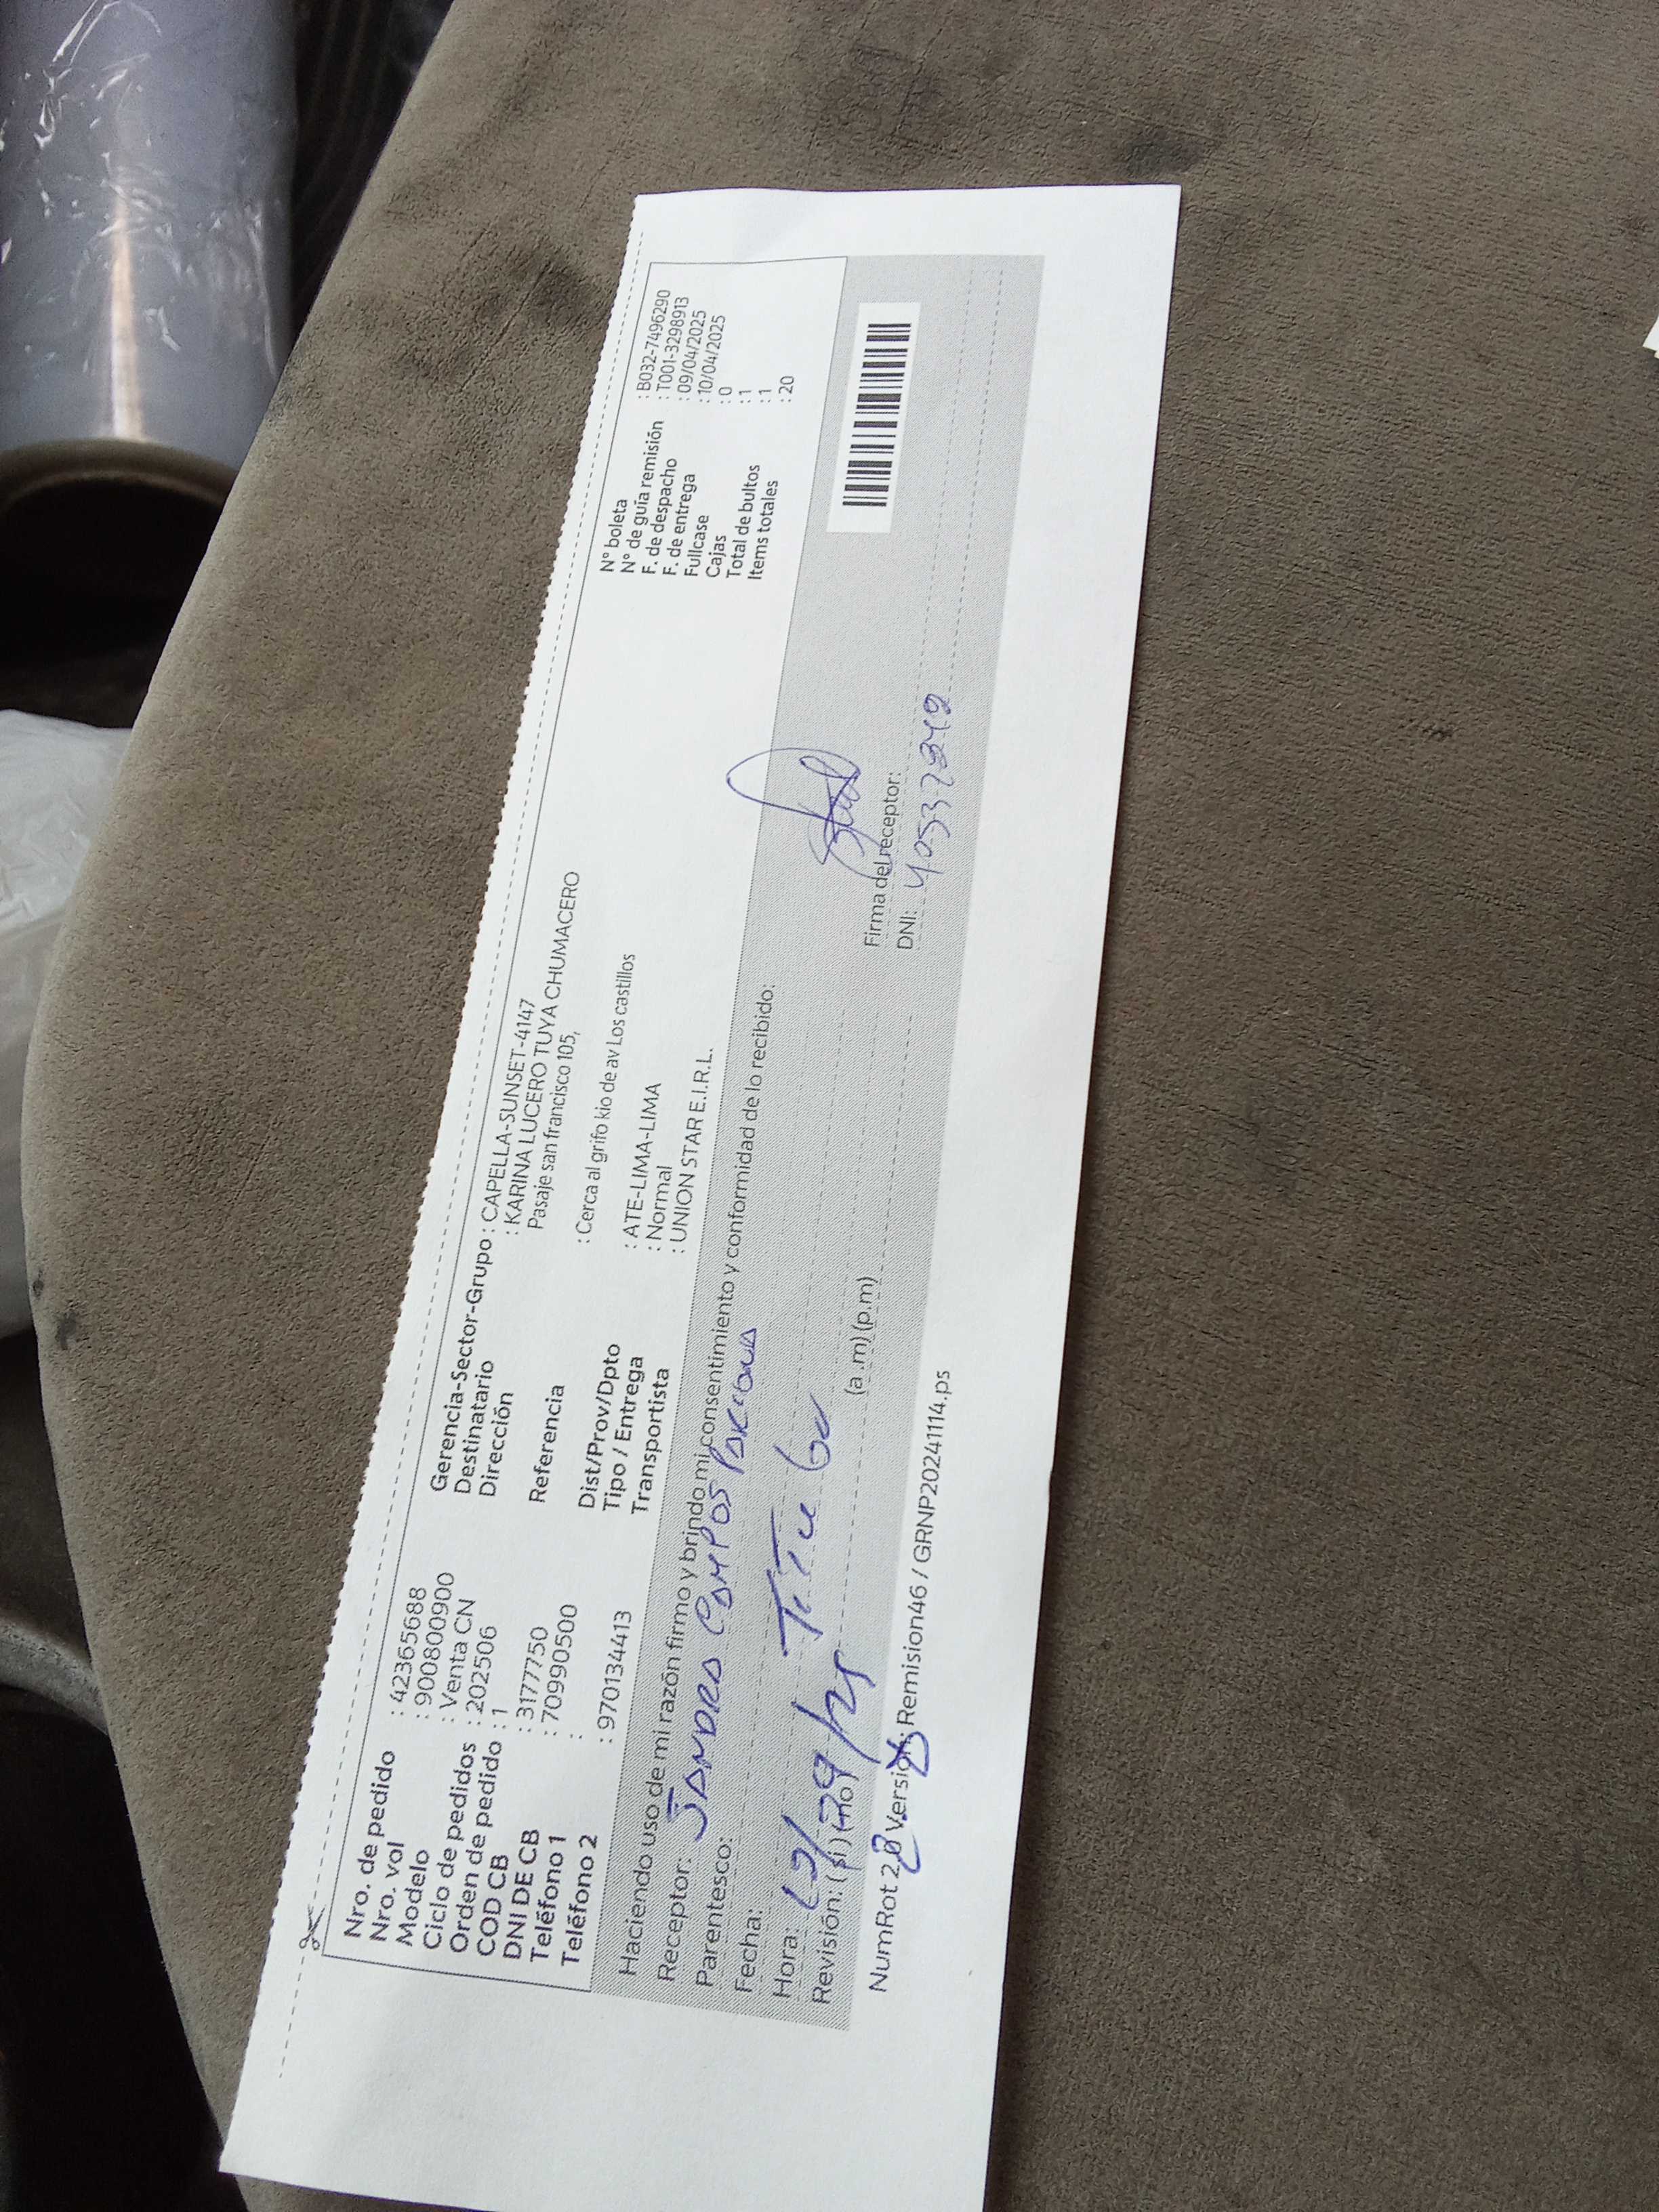 Nro. de pedido : 42365688
Nro. vol : 900800900
Modelo : Venta CN
Ciclo de pedidos : 202506
Orden de pedido : 1
COD CB : 3177750
DNI DE CB : 70990500
Teléfono 1 :
Teléfono 2 : 970134413
Gerencia-Sector-Grupo : CAPELLA-SUNSET-4147
Destinatario : KARINA LUCERO TUYA CHUMACERO
Dirección Pasaje san francisco 105,
Referencia : Cerca al grifo kio de av Los castillos
Dist/Prov/Dpto : ATE-LIMA-LIMA
Tipo / Entrega : Normal
Transportista : UNION STAR E.I.R.L.
N° boleta : B032-7496290
N° de guía remisión : T001-3298913
F. de despacho : 09/04/2025
F. de entrega : 10/04/2025
Fullcase : 0
Cajas : 1
Total de bultos : 1
Items totales : 20
Haciendo uso de mi razón firmo y brindo mi consentimiento y conformidad de lo recibido:
Receptor: CAMPOS
Parentesco:
Fecha:
Hora: (a.m) (p.m)
Revisión: (si) (no)
Firma del receptor:
DNI:
NumRot 2.0 Version: Remision46 / GRNP20241114.ps